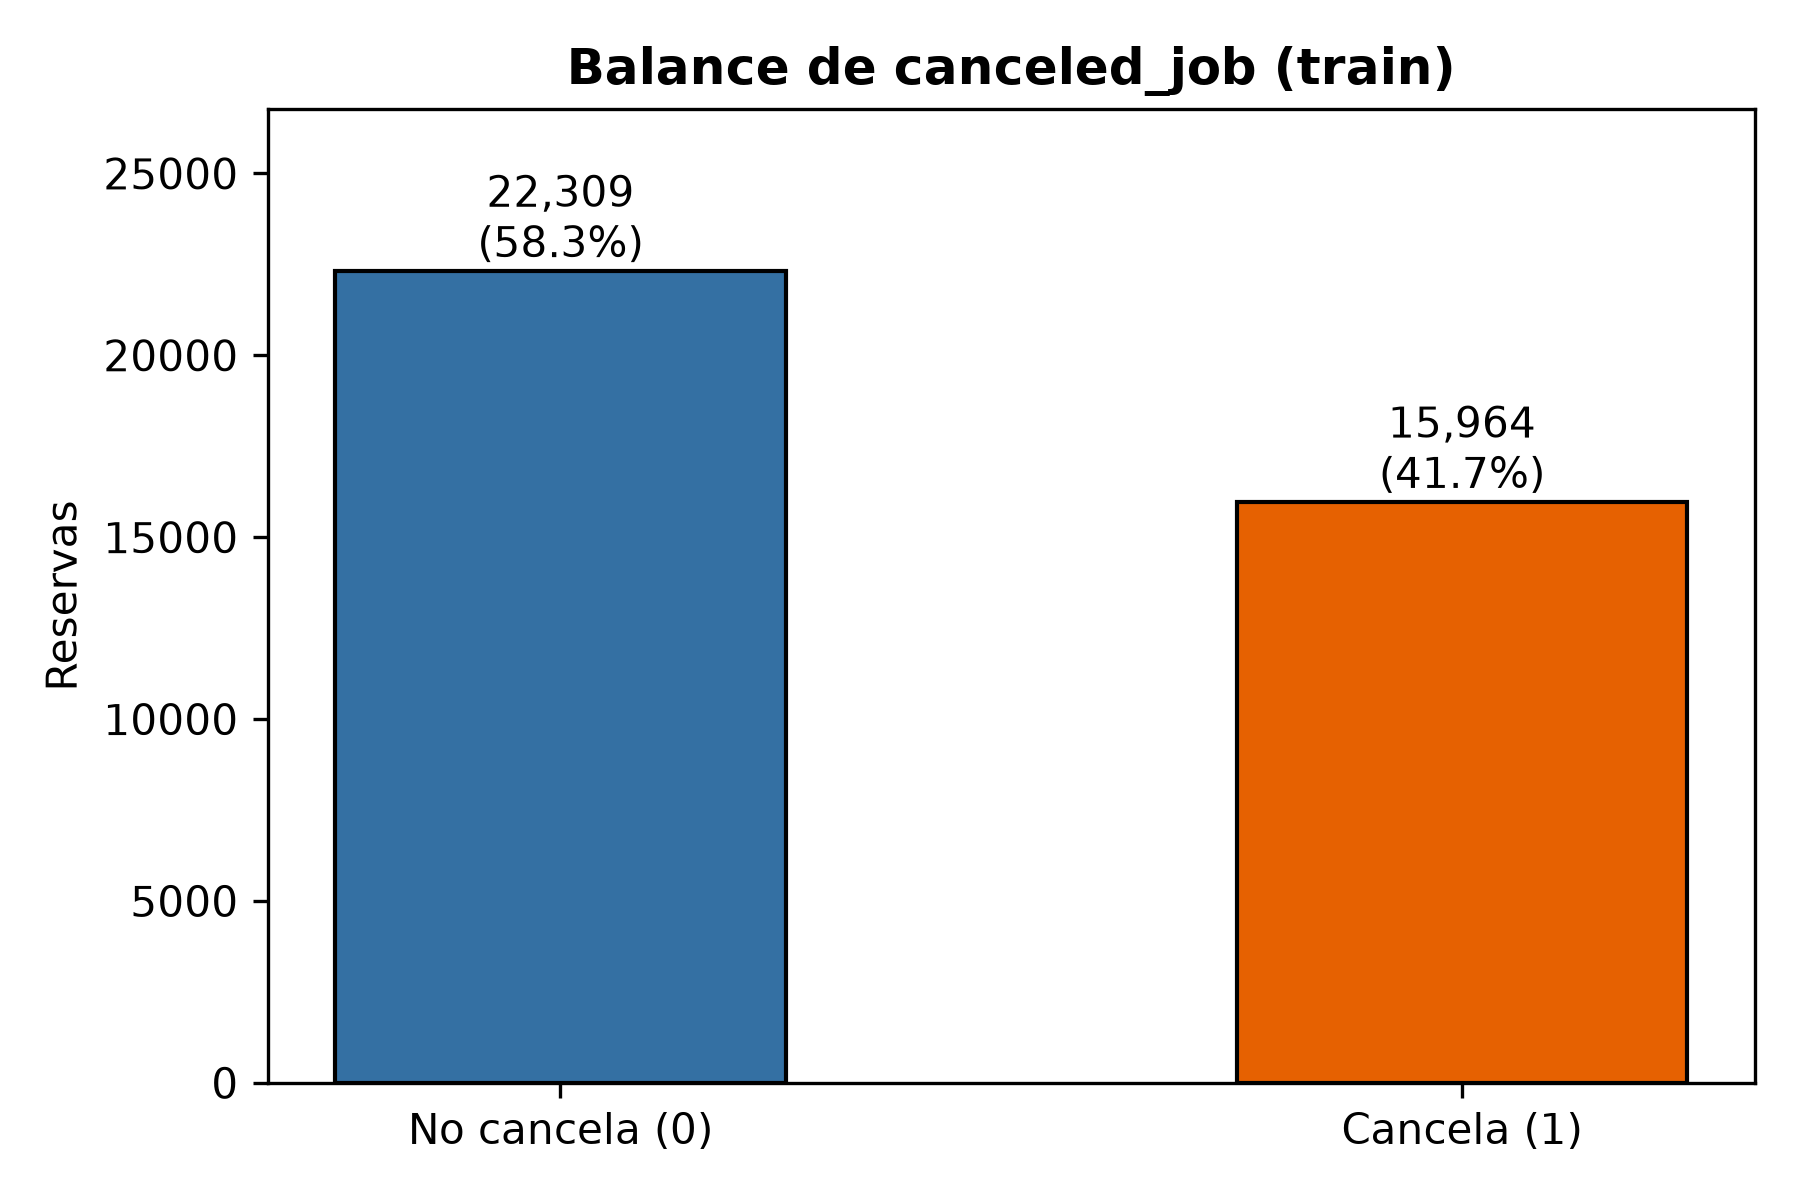 Balance de canceled_job (train)
25000
20000
15000
10000
5000
0
Reservas
22,309
(58.3%)
15,964
(41.7%)
No cancela (0)
Cancela (1)